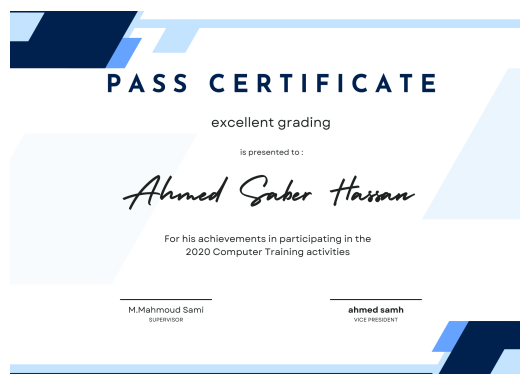 PASS CERTIFICATE
excellent grading
is presented to :
Ahmed Saber Hassan
For his achievements in participating in the
2020 Computer Training activities
M.Mahmoud Sami
SUPERVISOR
ahmed samh
VICE PRESIDENT